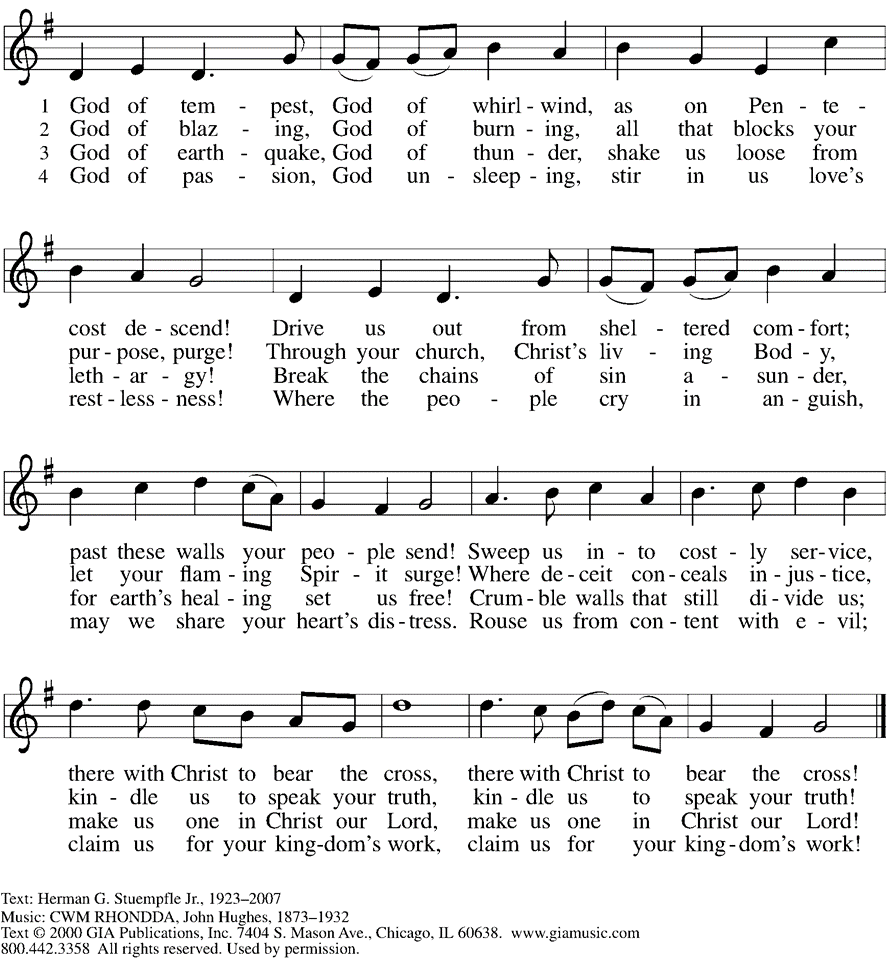 1 God of tem - pest, God of whirl - wind, as on Pen - te -
2 God of blaz - ing, God of burn - ing, all that blocks your
3 God of earth - quake, God of thun - der, shake us loose from
4 God of pas - sion, God un - sleep - ing, stir in us love's
cost de - scend! Drive us out from shel - tered com - fort;
pur - pose, purge! Through your church, Christ's liv - ing Bod - y,
leth - ar - gy! Break the chains of sin a - sun - der,
rest - less - ness! Where the peo - ple cry in an - guish,
past these walls your peo - ple send! Sweep us in - to cost - ly ser - vice,
let your flam - ing Spir - it surge! Where de - ceit con - ceals in - jus - tice,
for earth's heal - ing set us free! Crum - ble walls that still di - vide us;
may we share your heart's dis - tress. Rouse us from con - tent with e - vil;
there with Christ to bear the cross, there with Christ to bear the cross!
kin - dle us to speak your truth, kin - dle us to speak your truth!
make us one in Christ our Lord, make us one in Christ our Lord!
claim us for your king - dom's work, claim us for your king - dom's work!
Text: Herman G. Stuempfle Jr., 1923–2007
Music: CWM RHONDDA, John Hughes, 1873–1932
Text © 2000 GIA Publications, Inc. 7404 S. Mason Ave., Chicago, IL 60638. www.giamusic.com
800.442.3358 All rights reserved. Used by permission.